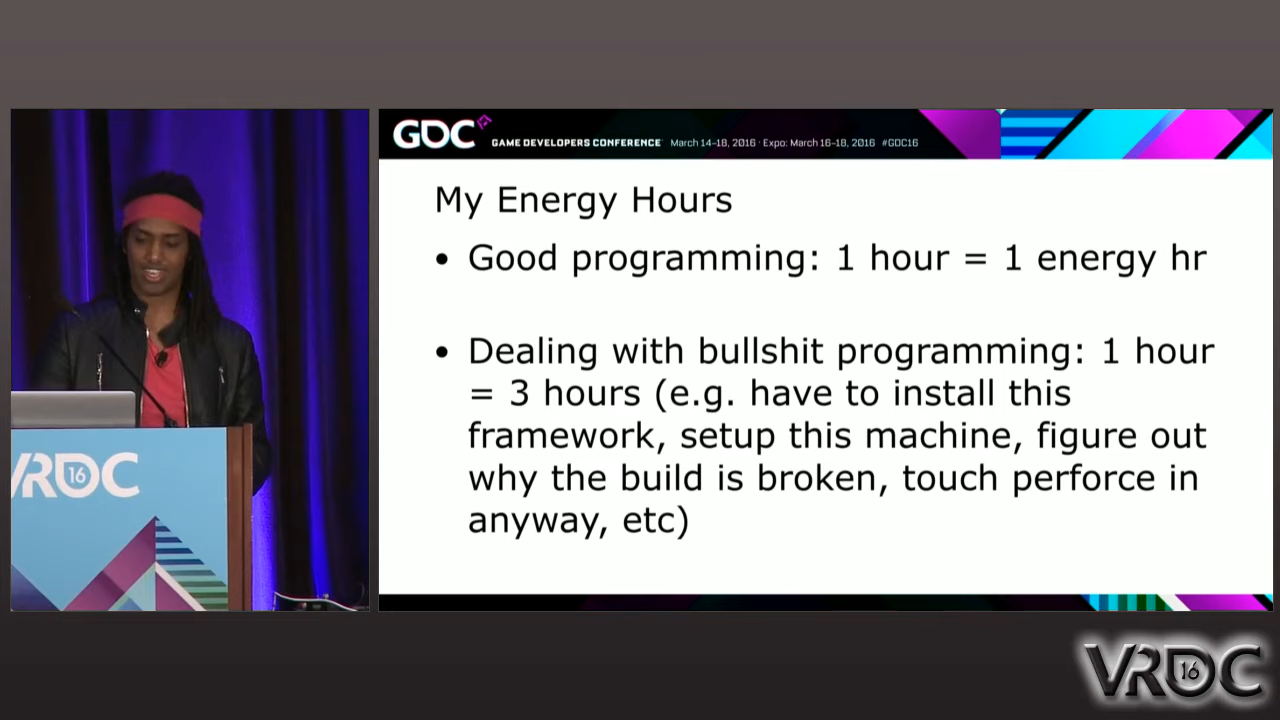 GDC
GAME DEVELOPERS CONFERENCE March 14-18, 2016 · Expo: March 16-18, 2016 #GDC16
My Energy Hours
• Good programming: 1 hour = 1 energy hr
• Dealing with bullshit programming: 1 hour
= 3 hours (e.g. have to install this
framework, setup this machine, figure out
why the build is broken, touch perforce in
anyway, etc)
VRDC
16
VRDC
16